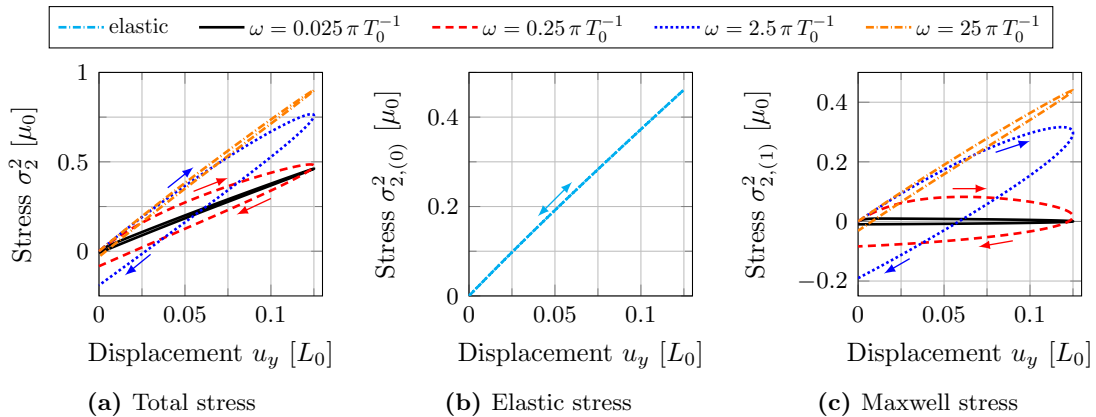 elastic ω = 0.025 π T₀⁻¹ ω = 0.25 π T₀⁻¹ ω = 2.5 π T₀⁻¹ ω = 25 π T₀⁻¹
Stress σ²₂ [μ₀]
1
0.5
0
0 0.05 0.1
Displacement u_y [L₀]
(a) Total stress
Stress σ²₂,₍₀₎ [μ₀]
0.4
0.2
0
0 0.05 0.1
Displacement u_y [L₀]
(b) Elastic stress
Stress σ²₂,₍₁₎ [μ₀]
0.4
0.2
0
−0.2
0 0.05 0.1
Displacement u_y [L₀]
(c) Maxwell stress